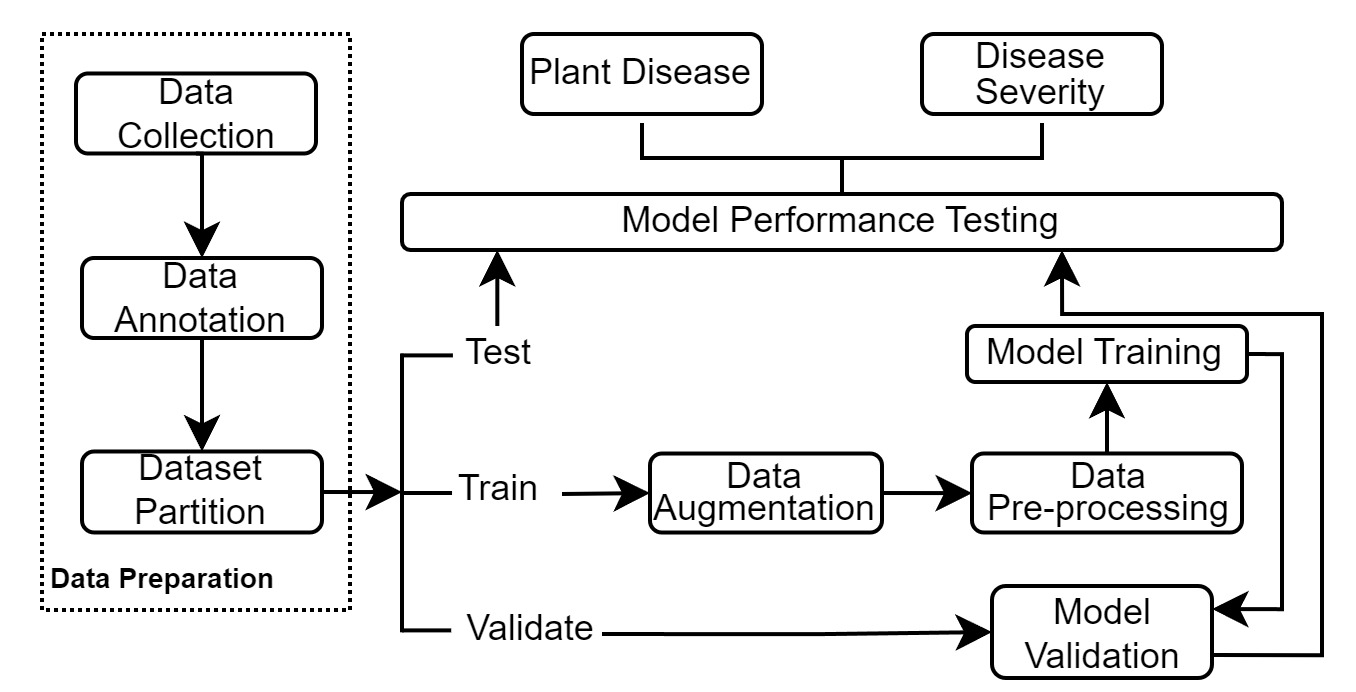 Data
Collection
Data
Annotation
Dataset
Partition
Data Preparation
Plant Disease
Disease
Severity
Model Performance Testing
Test
Model Training
Train
Data
Augmentation
Data
Pre-processing
Validate
Model
Validation